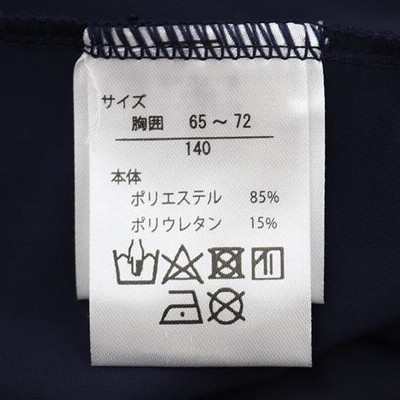 サイズ
胸囲 65～72
140
本体
ポリエステル 85%
ポリウレタン 15%